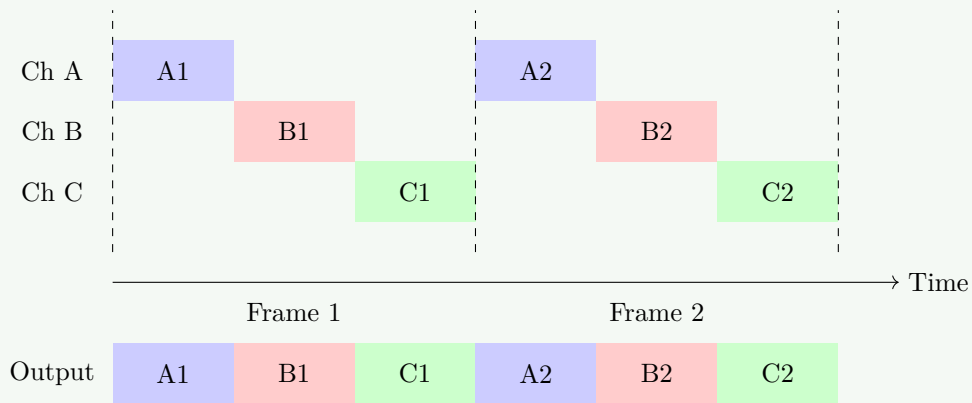 Ch A A1 A2
Ch B B1 B2
Ch C C1 C2
Time
Frame 1 Frame 2
Output A1 B1 C1 A2 B2 C2